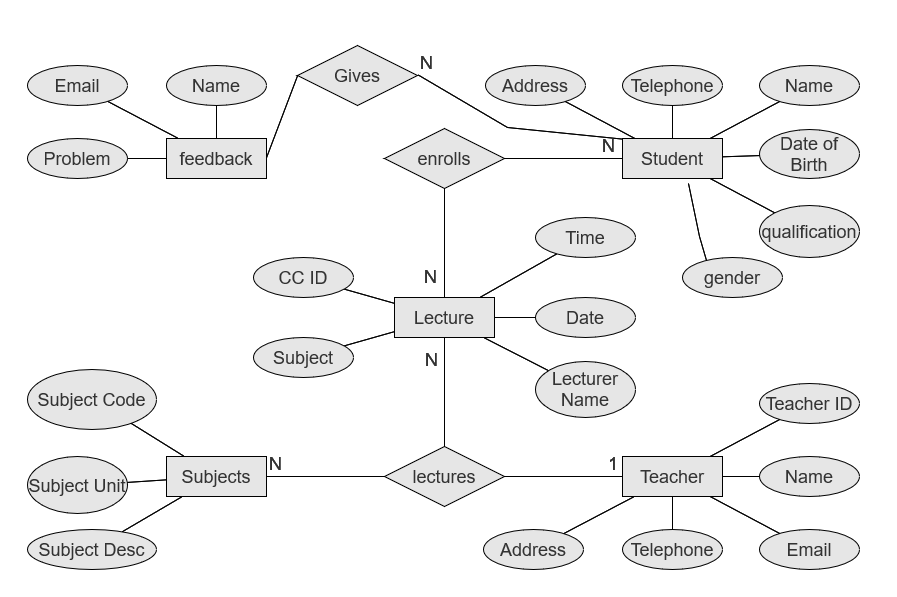 Gives
N
Email
Name
Address
Telephone
Name
Problem
feedback
enrolls
N
Student
Date of
Birth
qualification
gender
Time
CC ID
N
Lecture
Date
Subject
N
Lecturer
Name
Subject Code
Teacher ID
Subject Unit
Subjects
N
lectures
1
Teacher
Name
Subject Desc
Address
Telephone
Email